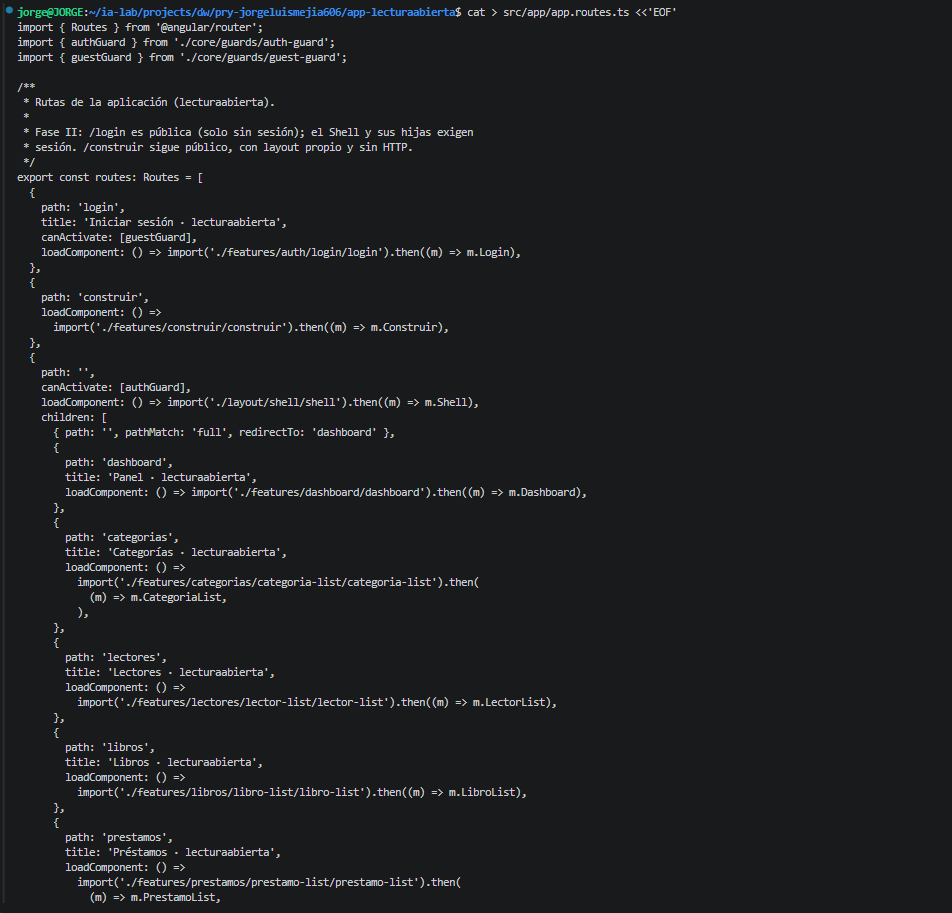 jorge@JORGE:~/ia-lab/projects/dw/pry-jorgeluismejia606/app-lecturaabierta$ cat > src/app/app.routes.ts <<'EOF'
import { Routes } from '@angular/router';
import { authGuard } from './core/guards/auth-guard';
import { guestGuard } from './core/guards/guest-guard';

/**
 * Rutas de la aplicación (lecturaabierta).
 *
 * Fase II: /login es pública (solo sin sesión); el Shell y sus hijas exigen
 * sesión. /construir sigue público, con layout propio y sin HTTP.
 */
export const routes: Routes = [
  {
    path: 'login',
    title: 'Iniciar sesión · lecturaabierta',
    canActivate: [guestGuard],
    loadComponent: () => import('./features/auth/login/login').then((m) => m.Login),
  },
  {
    path: 'construir',
    loadComponent: () =>
      import('./features/construir/construir').then((m) => m.Construir),
  },
  {
    path: '',
    canActivate: [authGuard],
    loadComponent: () => import('./layout/shell/shell').then((m) => m.Shell),
    children: [
      { path: '', pathMatch: 'full', redirectTo: 'dashboard' },
      {
        path: 'dashboard',
        title: 'Panel · lecturaabierta',
        loadComponent: () => import('./features/dashboard/dashboard').then((m) => m.Dashboard),
      },
      {
        path: 'categorias',
        title: 'Categorías · lecturaabierta',
        loadComponent: () =>
          import('./features/categorias/categoria-list/categoria-list').then(
            (m) => m.CategoriaList,
          ),
      },
      {
        path: 'lectores',
        title: 'Lectores · lecturaabierta',
        loadComponent: () =>
          import('./features/lectores/lector-list/lector-list').then((m) => m.LectorList),
      },
      {
        path: 'libros',
        title: 'Libros · lecturaabierta',
        loadComponent: () =>
          import('./features/libros/libro-list/libro-list').then((m) => m.LibroList),
      },
      {
        path: 'prestamos',
        title: 'Préstamos · lecturaabierta',
        loadComponent: () =>
          import('./features/prestamos/prestamo-list/prestamo-list').then(
            (m) => m.PrestamoList,